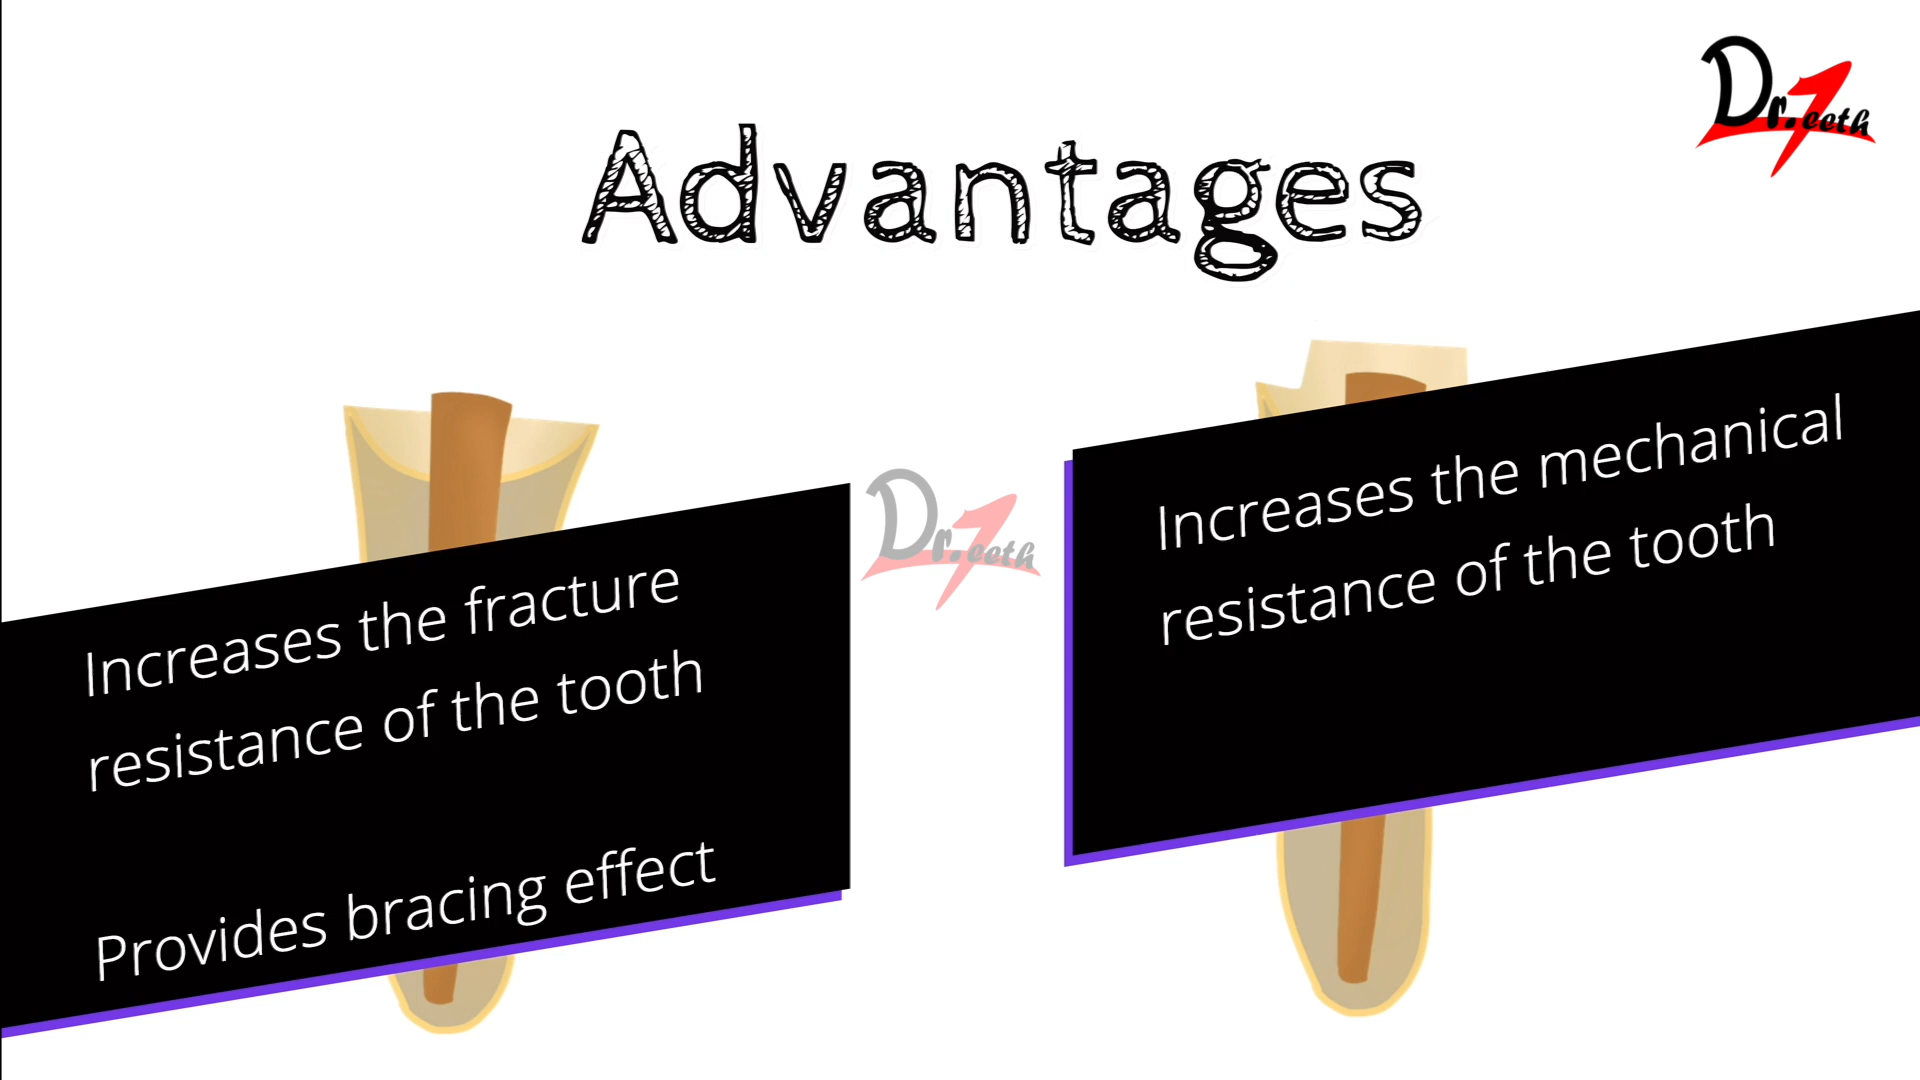 Dr.Teeth
Advantages
Increases the fracture
resistance of the tooth
Provides bracing effect
Dr.Teeth
Increases the mechanical
resistance of the tooth